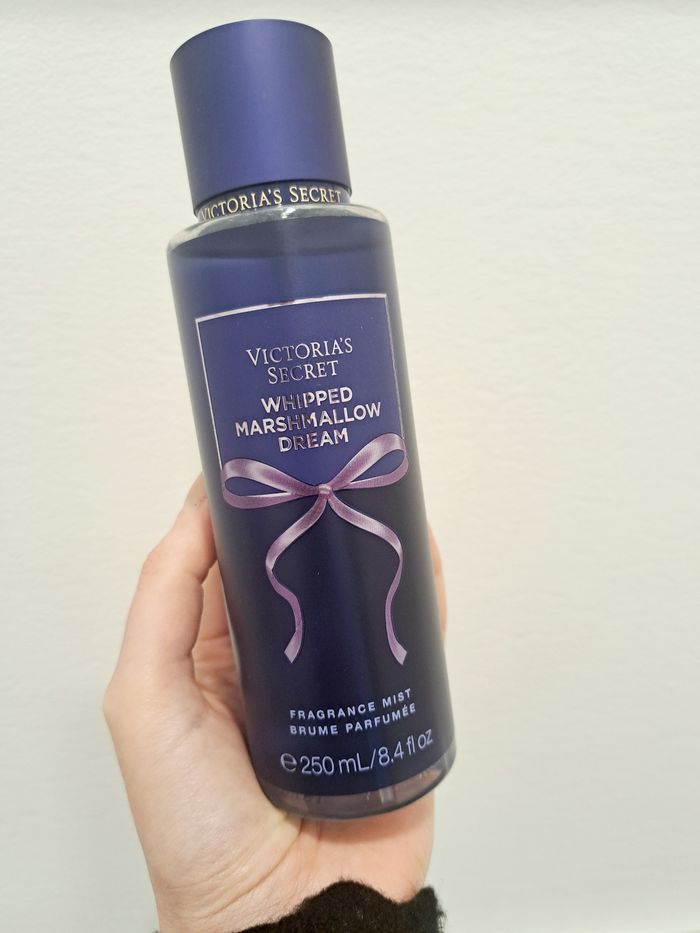 VICTORIA'S SECRET
VICTORIA'S
SECRET
WHIPPED
MARSHMALLOW
DREAM
FRAGRANCE MIST
BRUME PARFUMÉE
℮ 250 mL/8.4 fl oz